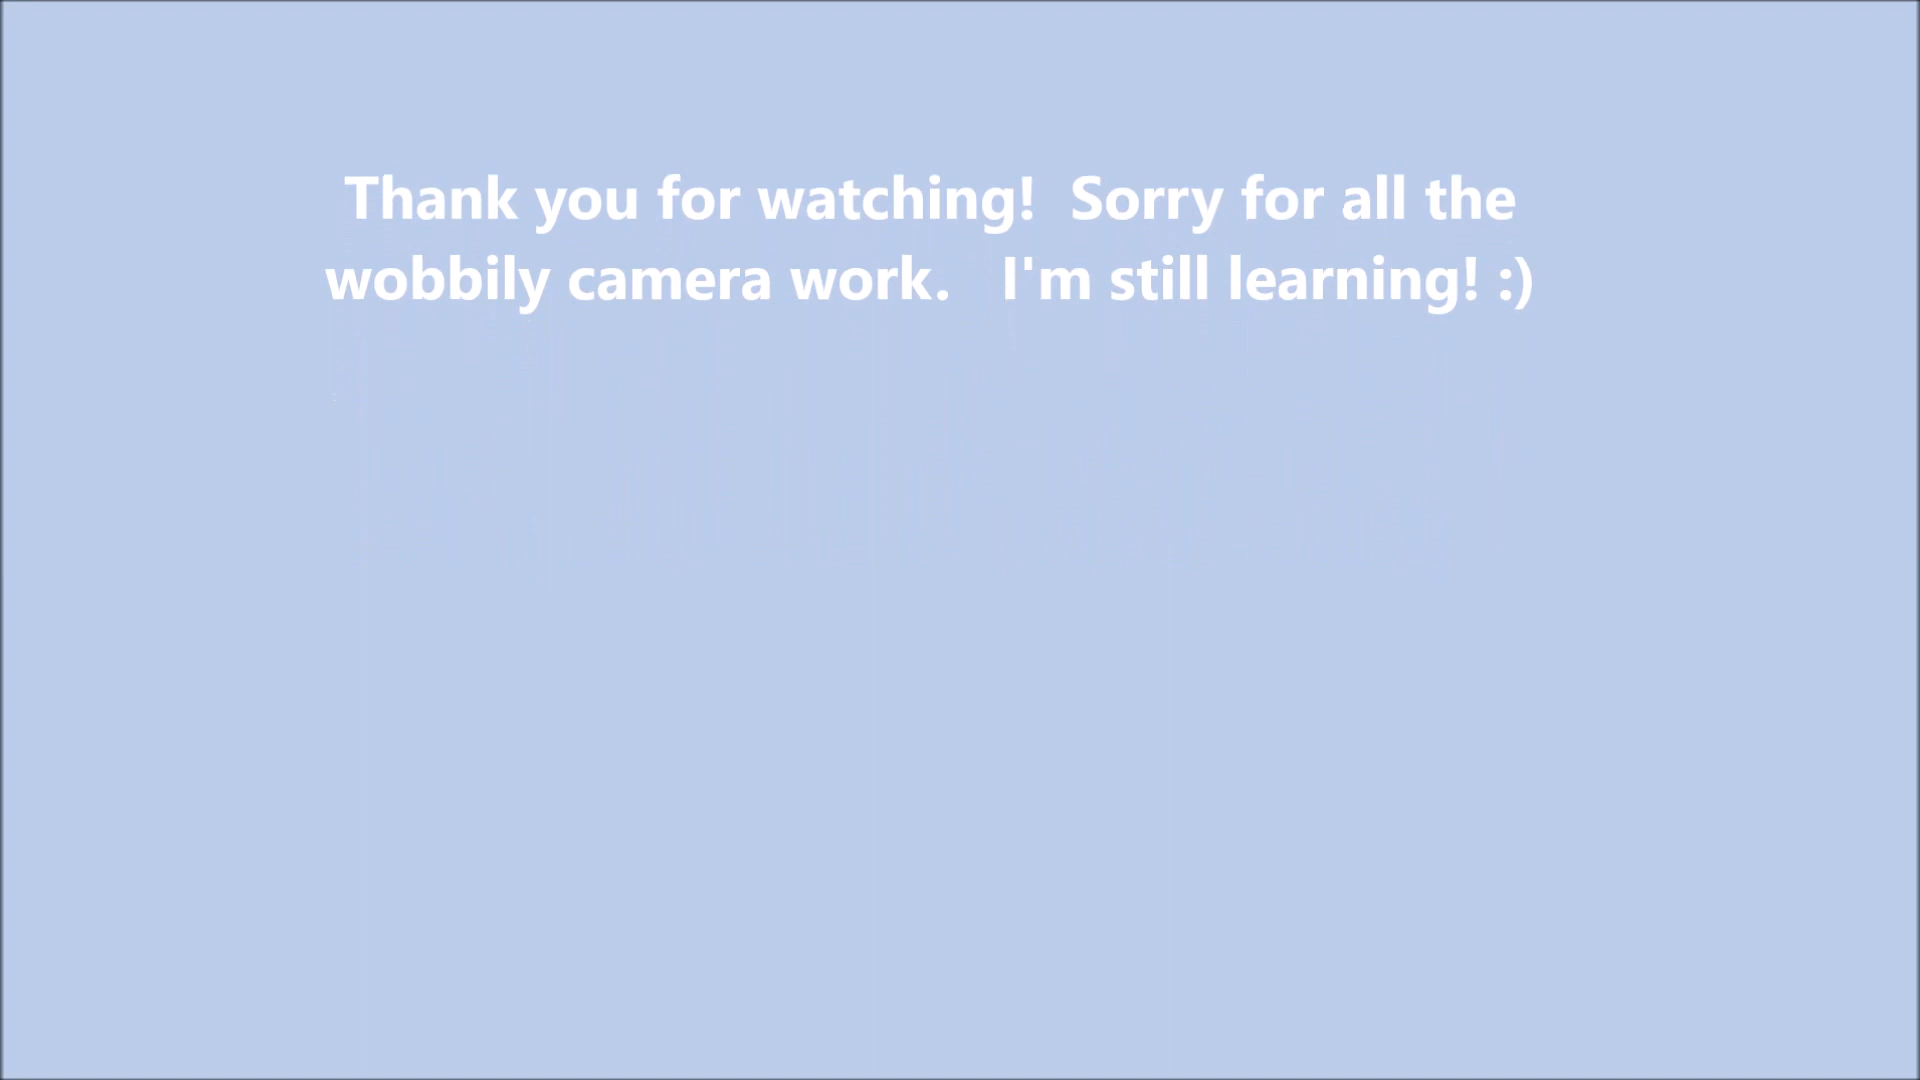 Thank you for watching!  Sorry for all the
wobbily camera work.   I'm still learning! :)